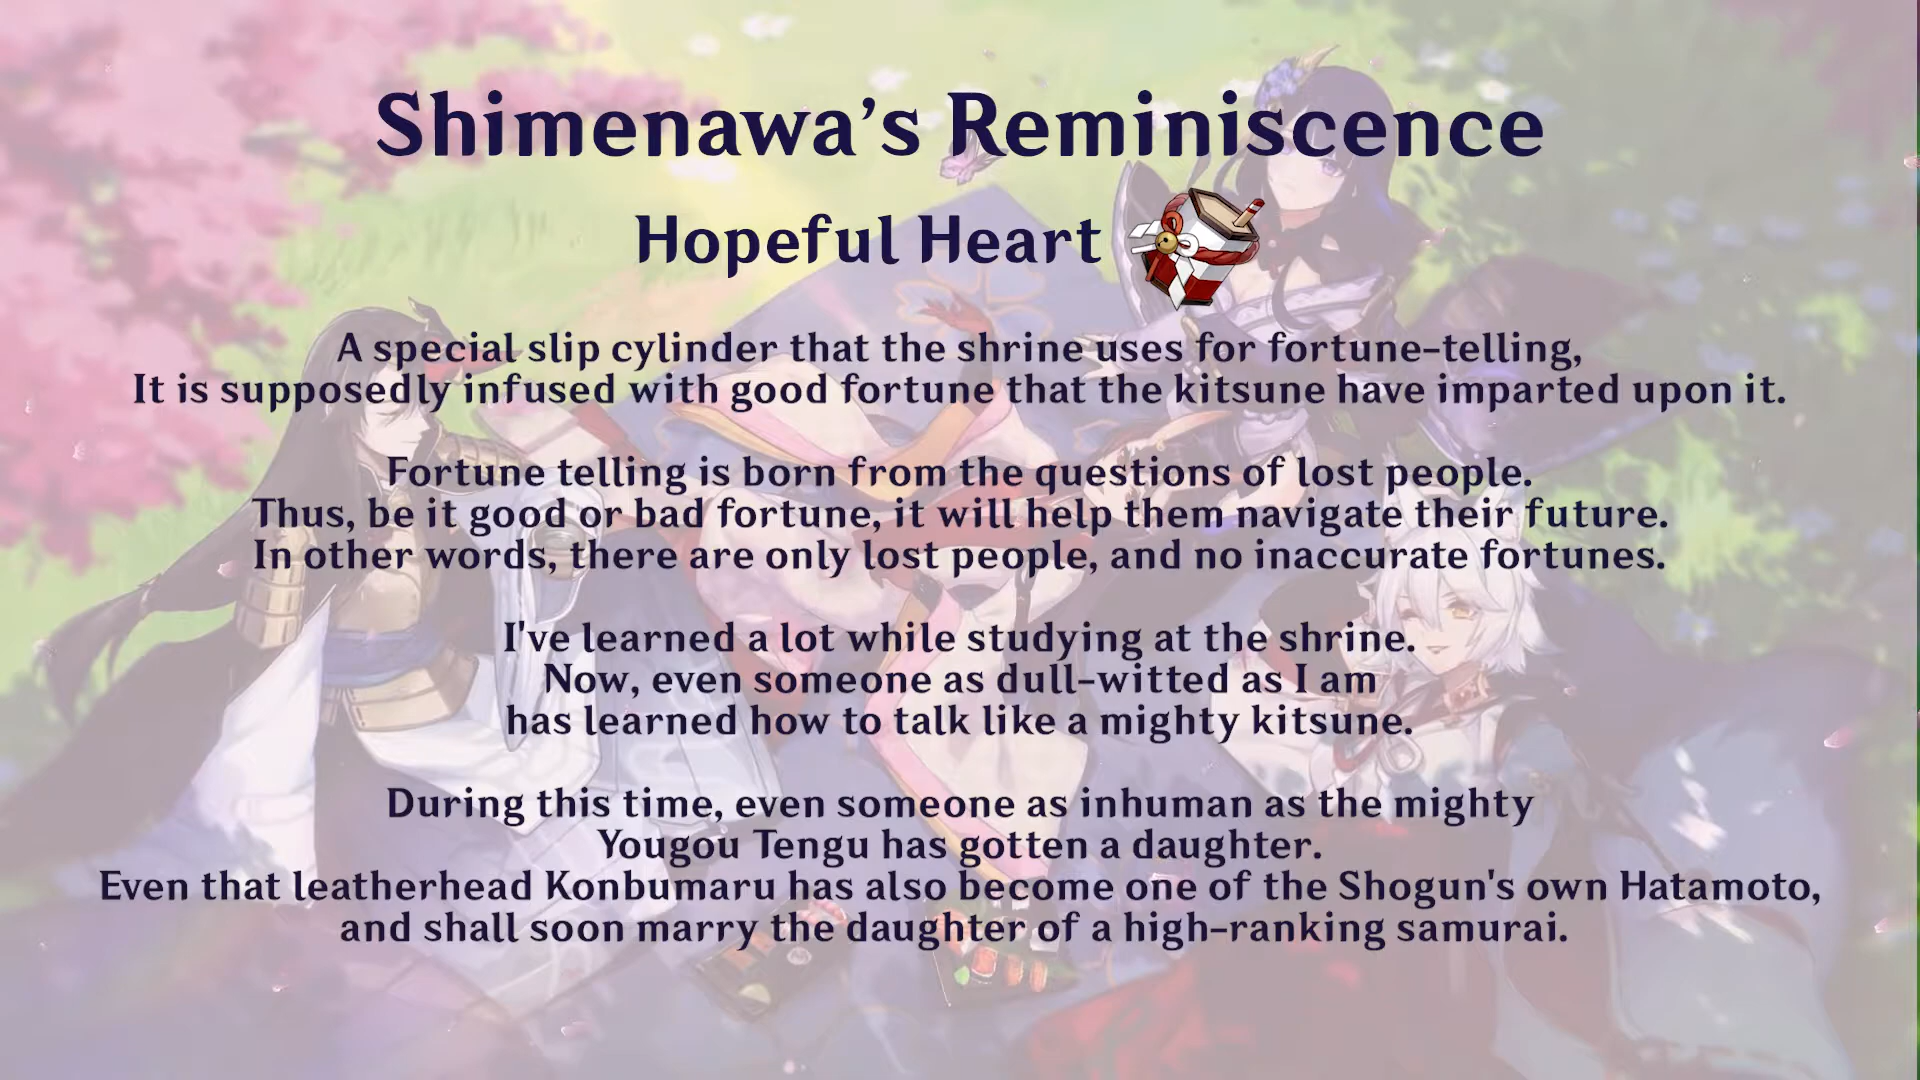 Shimenawa’s Reminiscence
Hopeful Heart
A special slip cylinder that the shrine uses for fortune-telling,
It is supposedly infused with good fortune that the kitsune have imparted upon it.
Fortune telling is born from the questions of lost people.
Thus, be it good or bad fortune, it will help them navigate their future.
In other words, there are only lost people, and no inaccurate fortunes.
I've learned a lot while studying at the shrine.
Now, even someone as dull-witted as I am
has learned how to talk like a mighty kitsune.
During this time, even someone as inhuman as the mighty
Yougou Tengu has gotten a daughter.
Even that leatherhead Konbumaru has also become one of the Shogun's own Hatamoto,
and shall soon marry the daughter of a high-ranking samurai.